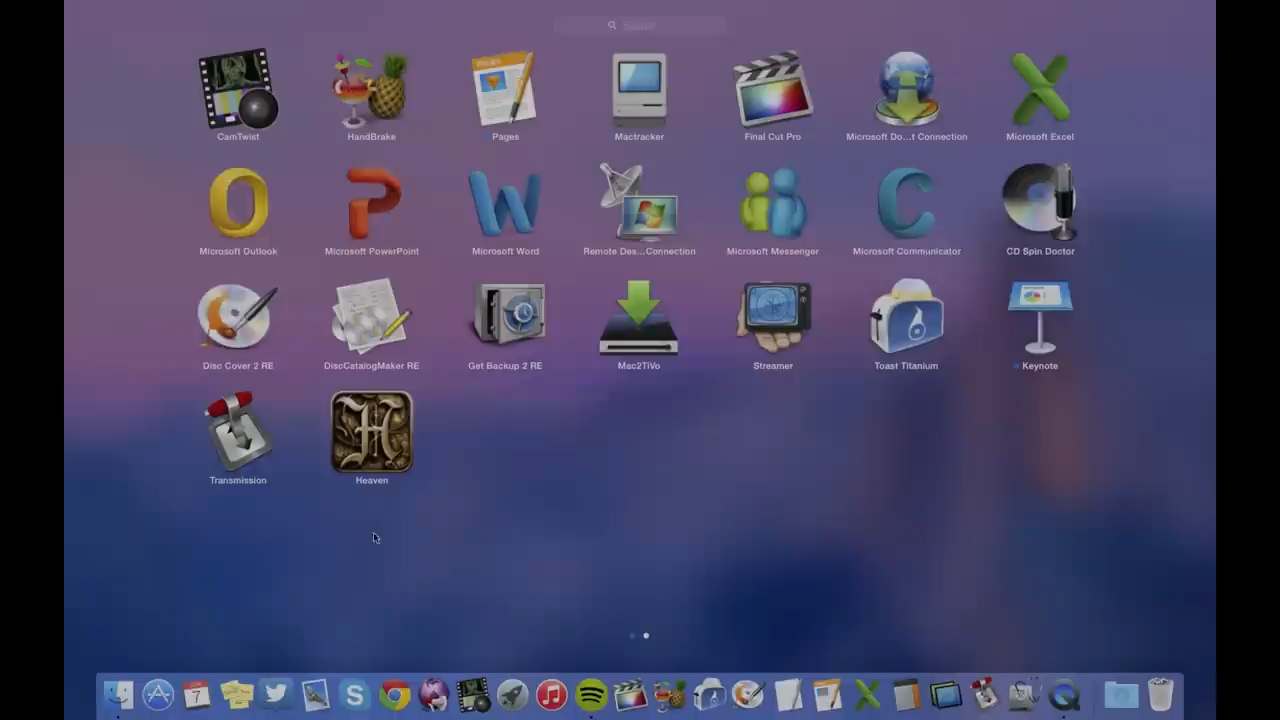 Search
CamTwist
HandBrake
Pages
Mactracker
Final Cut Pro
Microsoft Do...t Connection
Microsoft Excel
Microsoft Outlook
Microsoft PowerPoint
Microsoft Word
Remote Des...Connection
Microsoft Messenger
Microsoft Communicator
CD Spin Doctor
Disc Cover 2 RE
DiscCatalogMaker RE
Get Backup 2 RE
Mac2TiVo
Streamer
Toast Titanium
Keynote
Transmission
Heaven
7